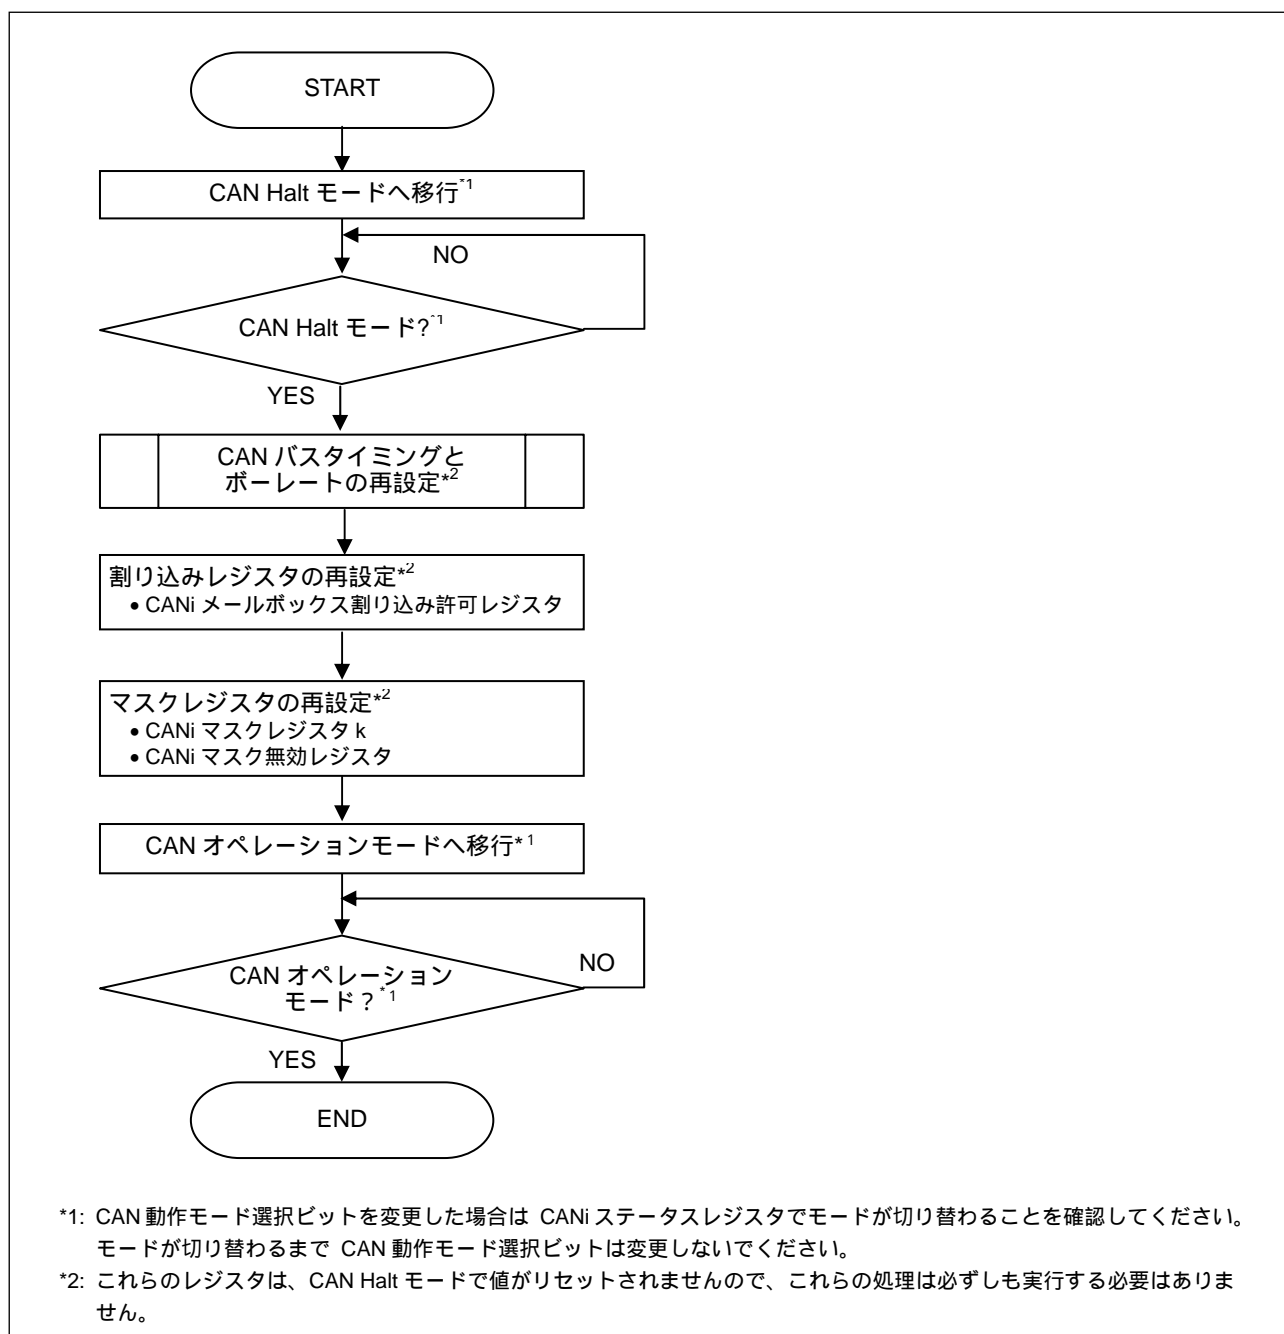 START
CAN Halt モードへ移行*1
NO
CAN Halt モード?*1
YES
CAN バスタイミングと
ボーレートの再設定*2
割り込みレジスタの再設定*2
• CANi メールボックス割り込み許可レジスタ
マスクレジスタの再設定*2
• CANi マスクレジスタ k
• CANi マスク無効レジスタ
CAN オペレーションモードへ移行*1
CAN オペレーション
モード？*1
NO
YES
END
*1: CAN 動作モード選択ビットを変更した場合は CANi ステータスレジスタでモードが切り替わることを確認してください。
モードが切り替わるまで CAN 動作モード選択ビットは変更しないでください。
*2: これらのレジスタは、CAN Halt モードで値がリセットされませんので、これらの処理は必ずしも実行する必要はありま
せん。